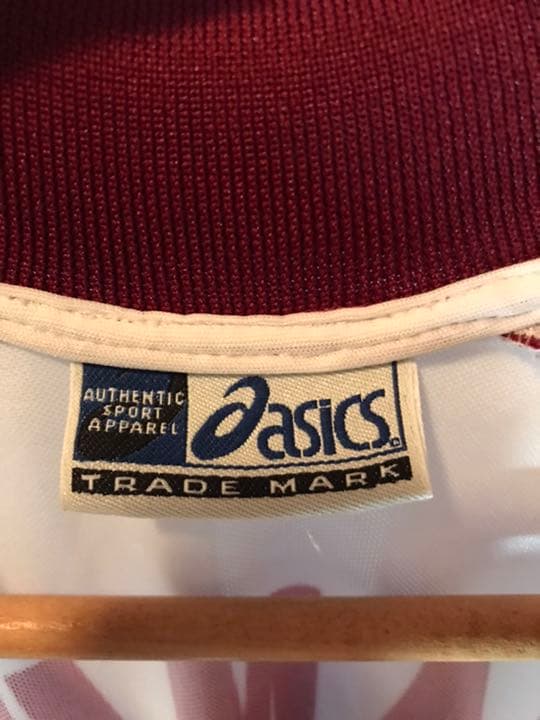 AUTHENTIC
SPORT
APPAREL
asics
TRADE MARK